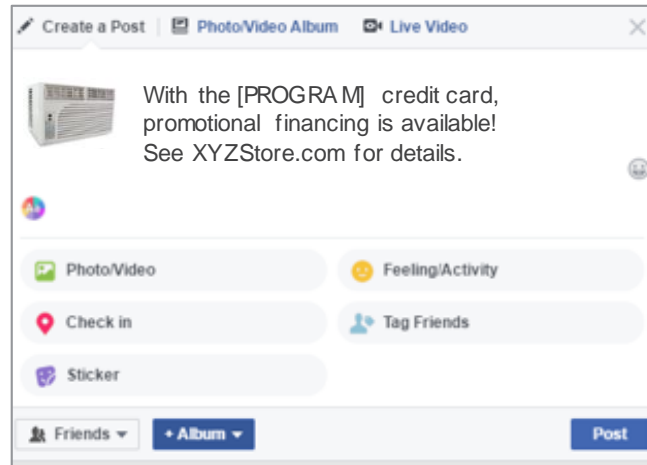 Create a Post Photo/Video Album Live Video
With the [PROGRAM] credit card,
promotional financing is available!
See XYZStore.com for details.
Photo/Video Feeling/Activity
Check in Tag Friends
Sticker
Friends + Album Post